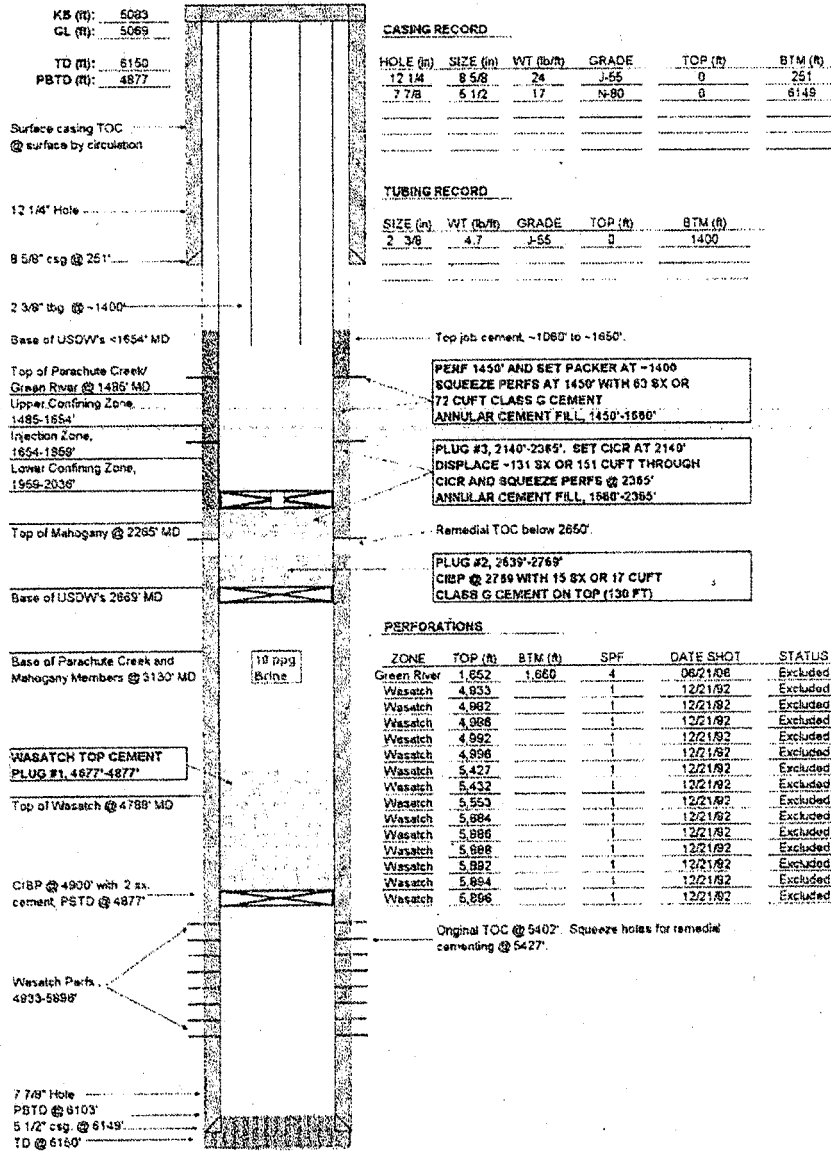 KB (ft): 5083
GL (ft): 5069
TD (ft): 6150
PBTD (ft): 4877
CASING RECORD
HOLE (in) SIZE (in) WT (lb/ft) GRADE TOP (ft) BTM (ft)
12 1/4 8 5/8 24 J-55 0 251
7 7/8 5 1/2 17 N-80 0 6149
TUBING RECORD
SIZE (in) WT (lb/ft) GRADE TOP (ft) BTM (ft)
2 3/8 4.7 J-55 0 1400
Surface casing TOC
@ surface by circulation
12 1/4" Hole
8 5/8" csg @ 251'
2 3/8" tbg @ ~1400'
Base of USDW's <1654' MD
Top job cement, ~1060' to ~1650'.
Top of Parachute Creek/
Green River @ 1485' MD
Upper Confining Zone,
1485-1654'
Injection Zone,
1654-1959'
Lower Confining Zone,
1959-2036'
PERF 1450' AND SET PACKER AT ~1400
SQUEEZE PERFS AT 1450' WITH 63 SX OR
72 CUFT CLASS G CEMENT
ANNULAR CEMENT FILL, 1450'-1560'
PLUG #3, 2140'-2365'. SET CICR AT 2140'
DISPLACE ~131 SX OR 151 CUFT THROUGH
CICR AND SQUEEZE PERFS @ 2365'
ANNULAR CEMENT FILL, 1560'-2365'
Top of Mahogany @ 2265' MD
Remedial TOC below 2650'.
PLUG #2, 2639'-2769'
CIBP @ 2769 WITH 15 SX OR 17 CUFT
CLASS G CEMENT ON TOP (130 FT)
Base of USDW's 2669' MD
Base of Parachute Creek and
Mahogany Members @ 3130' MD
10 ppg
Brine
PERFORATIONS
ZONE TOP (ft) BTM (ft) SPF DATE SHOT STATUS
Green River 1,652 1,660 4 06/21/06 Excluded
Wasatch 4,933 1 12/21/92 Excluded
Wasatch 4,982 1 12/21/92 Excluded
Wasatch 4,986 1 12/21/92 Excluded
Wasatch 4,992 1 12/21/92 Excluded
Wasatch 4,996 1 12/21/92 Excluded
Wasatch 5,427 1 12/21/92 Excluded
Wasatch 5,432 1 12/21/92 Excluded
Wasatch 5,553 1 12/21/92 Excluded
Wasatch 5,884 1 12/21/92 Excluded
Wasatch 5,886 1 12/21/92 Excluded
Wasatch 5,888 1 12/21/92 Excluded
Wasatch 5,892 1 12/21/92 Excluded
Wasatch 5,894 1 12/21/92 Excluded
Wasatch 5,896 1 12/21/92 Excluded
WASATCH TOP CEMENT
PLUG #1, 4677'-4877'
Top of Wasatch @ 4788' MD
CIBP @ 4900' with 2 sx.
cement, PSTD @ 4877'
Original TOC @ 5402'. Squeeze holes for remedial
cementing @ 5427'.
Wasatch Perfs
4933-5896'
7 7/8" Hole
PBTD @ 6103'
5 1/2" csg. @ 6149'
TD @ 6150'